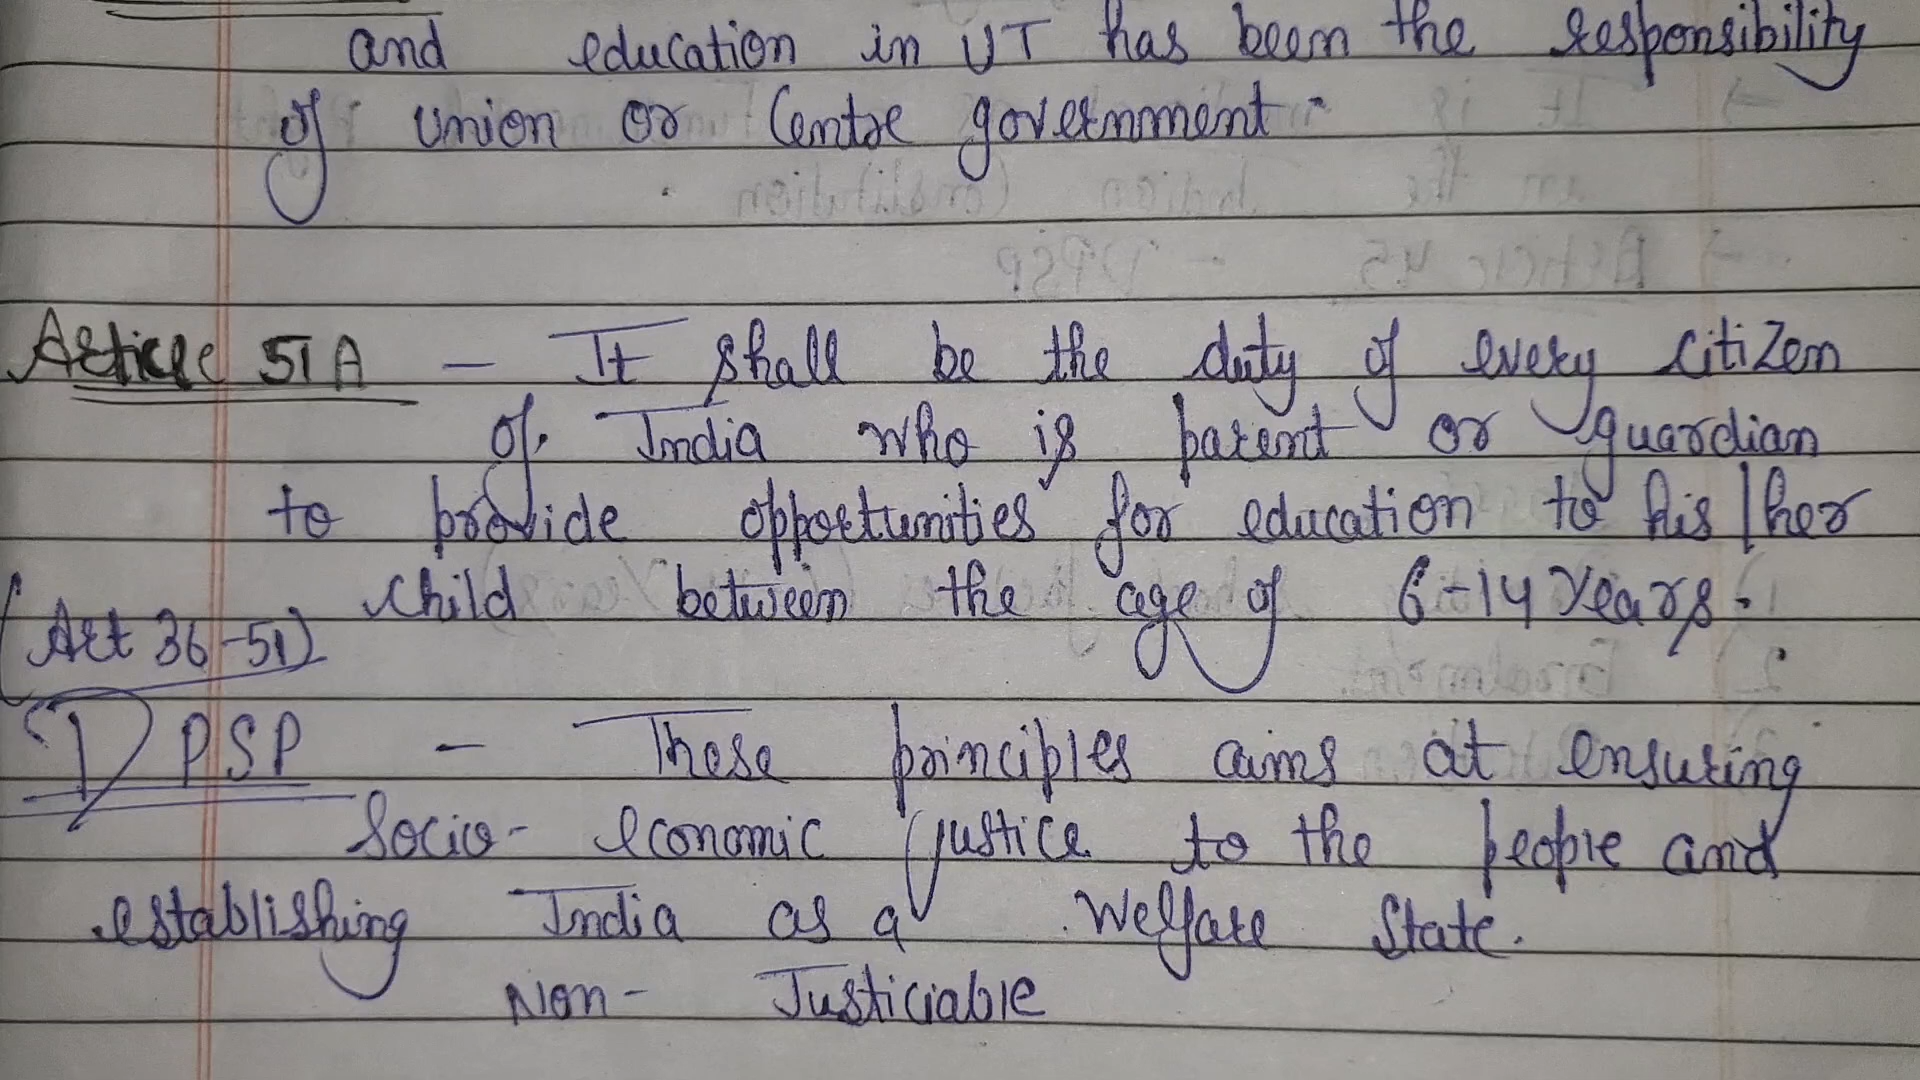 and education in UT has been the responsibility
of Union or Centre government.
Article 51A - It shall be the duty of every citizen
of India who is parent or guardian
to provide opportunities for education to his/her
child between the age of 6-14 Years.
(Art 36-51)
DPSP - These principles aims at ensuring
Socio-economic justice to the people and
establishing India as a Welfare State.
Non-Justiciable